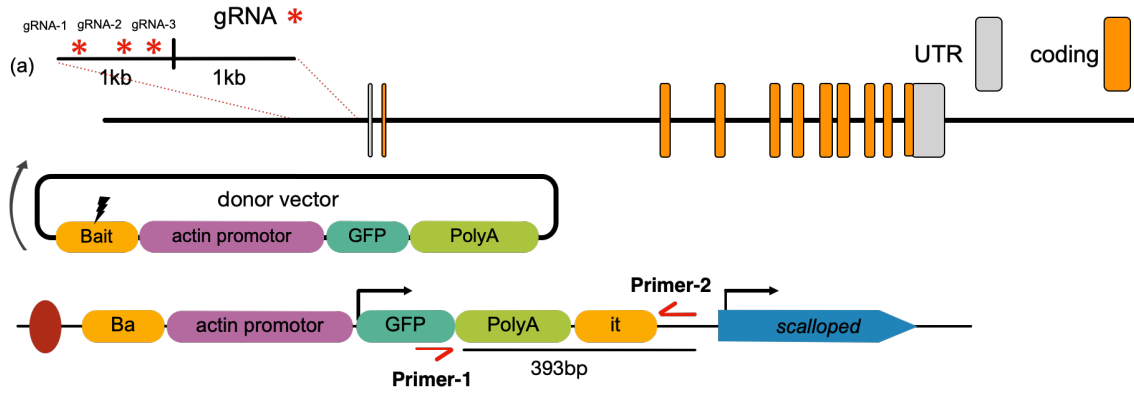 gRNA-1 gRNA-2 gRNA-3 gRNA *
* * *
(a) 1kb 1kb
UTR coding
donor vector
Bait actin promotor GFP PolyA
Primer-2
Ba actin promotor GFP PolyA it scalloped
393bp
Primer-1